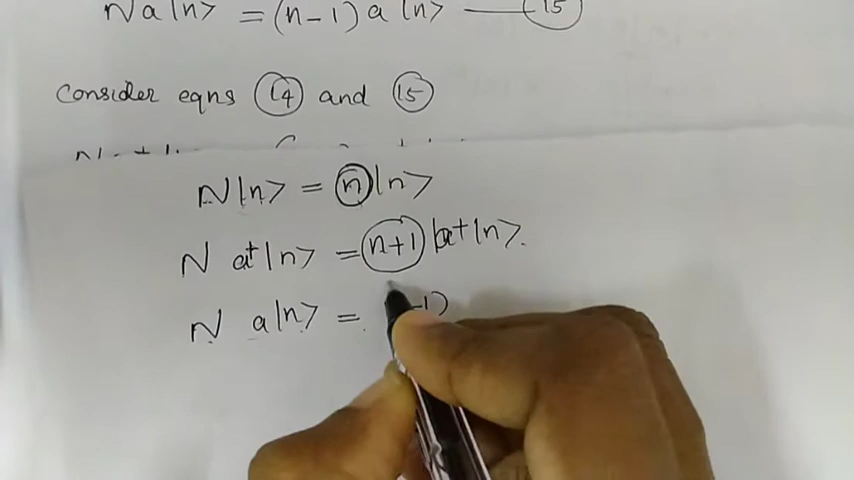 N a |n> = (n-1) a |n> —— (15)
Consider eqns (14) and (15)
N|n> = n |n>
N a+ |n> = n+1 |a+ |n>.
N a|n> =